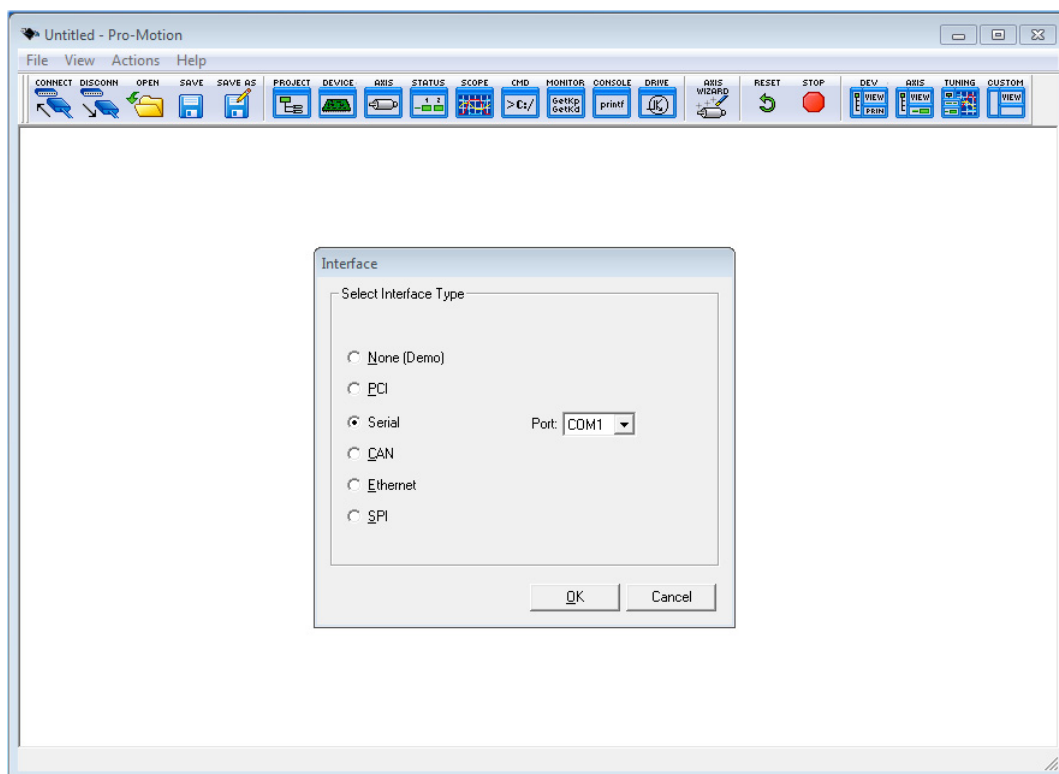 Untitled - Pro-Motion
File View Actions Help
CONNECT DISCONN OPEN SAVE SAVE AS PROJECT DEVICE AXIS STATUS SCOPE CMD MONITOR CONSOLE DRIVE AXIS WIZARD RESET STOP DEV AXIS TUNING CUSTOM
1 2 >C:/ GetKp GetKd printf VIEW PRIN VIEW VIEW
Interface
Select Interface Type
None (Demo)
PCI
Serial Port: COM1
CAN
Ethernet
SPI
OK Cancel